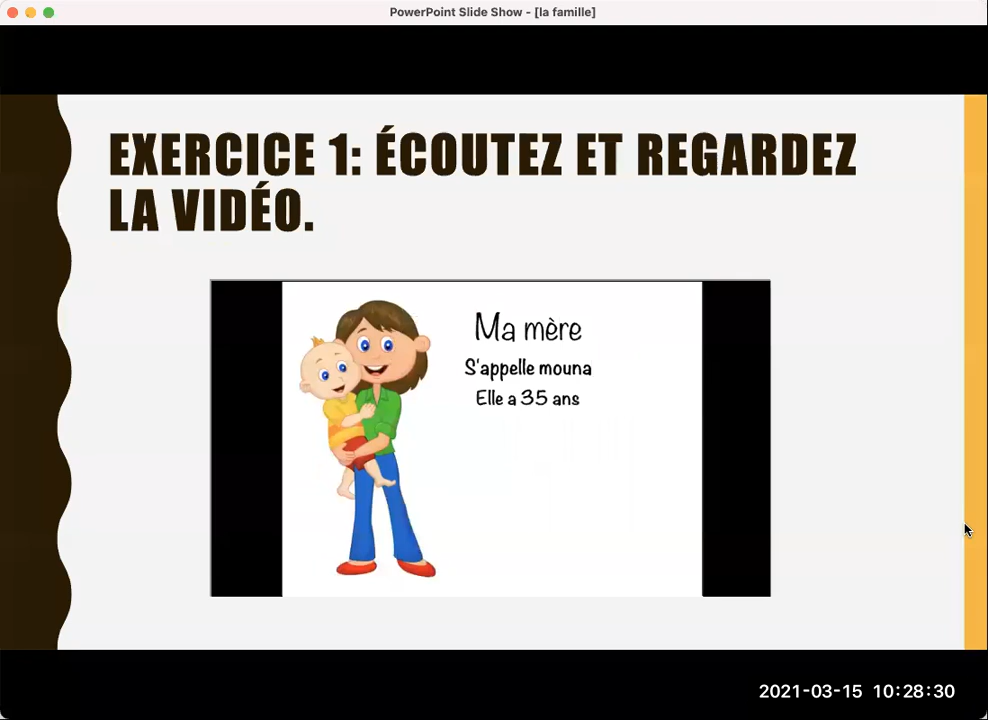 PowerPoint Slide Show - [la famille]
EXERCICE 1: ÉCOUTEZ ET REGARDEZ
LA VIDÉO.
Ma mère
S'appelle mouna
Elle a 35 ans
2021-03-15 10:28:30